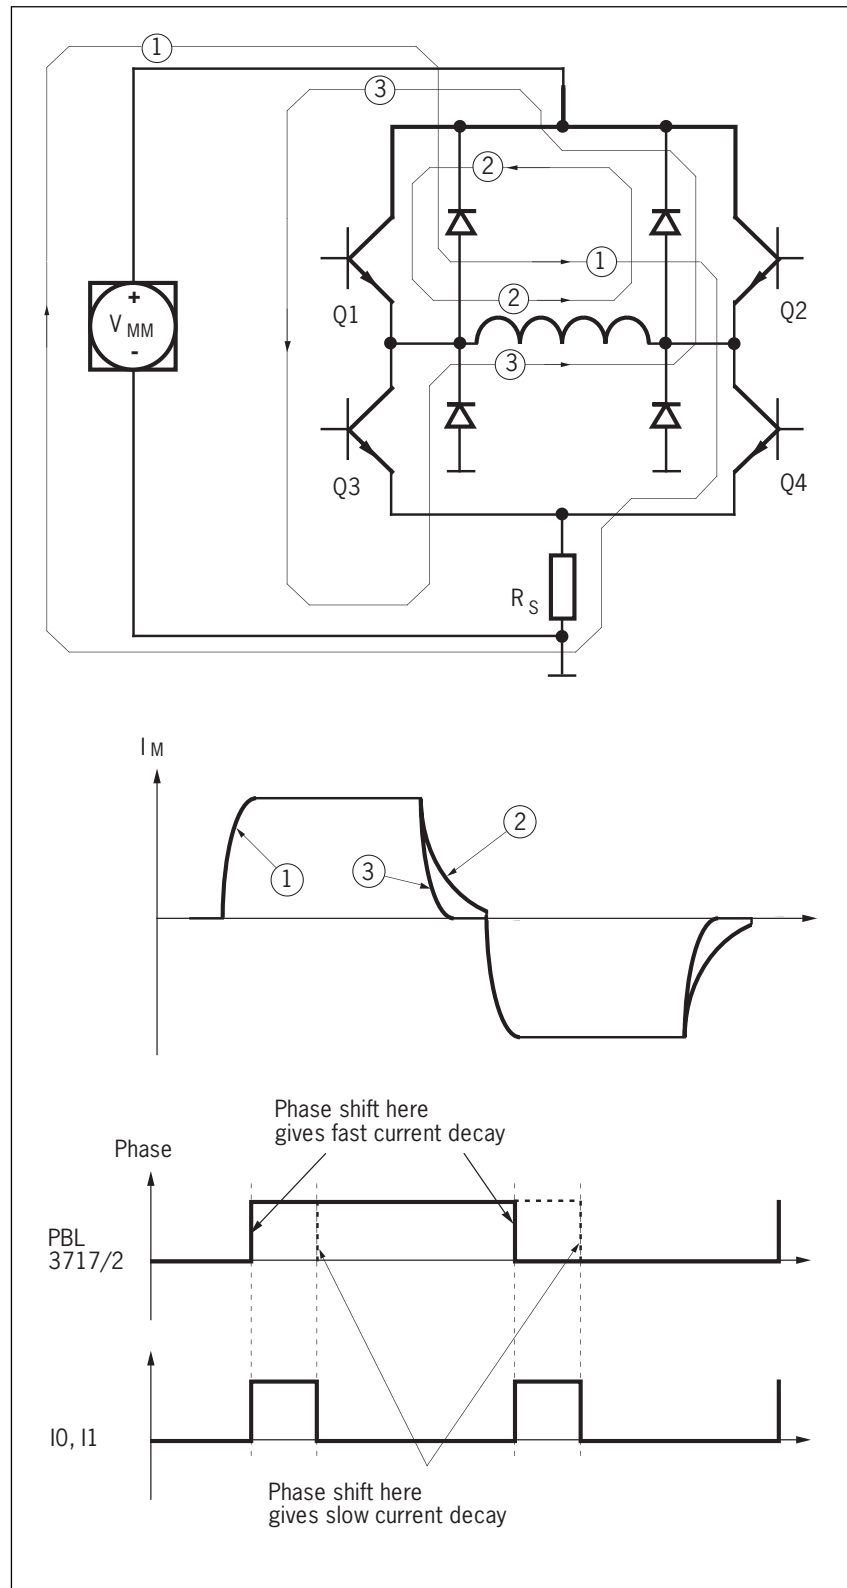 1
3
2
1
+
V MM
-
Q1
2
Q2
3
Q3
Q4
R S
I M
2
1
3
Phase shift here
gives fast current decay
Phase
PBL
3717/2
I0, I1
Phase shift here
gives slow current decay